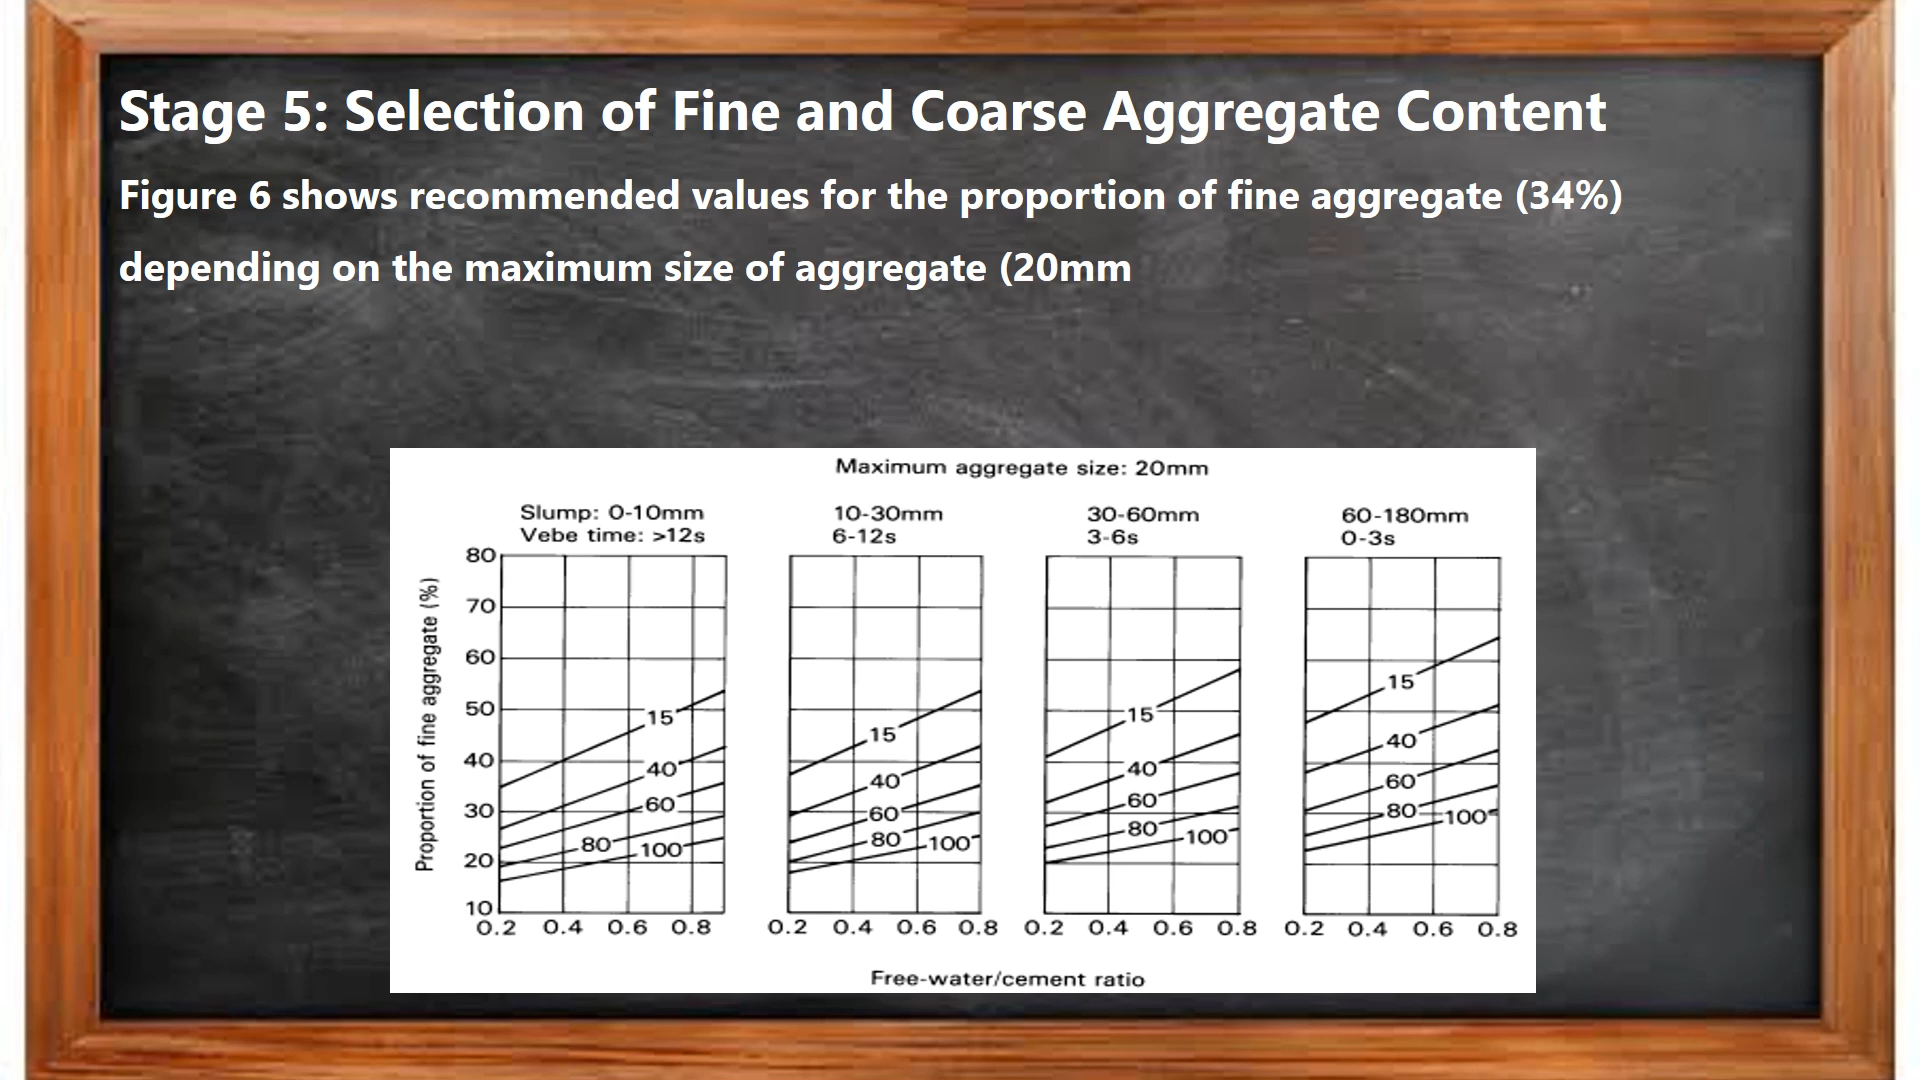 Stage 5: Selection of Fine and Coarse Aggregate Content
Figure 6 shows recommended values for the proportion of fine aggregate (34%)
depending on the maximum size of aggregate (20mm
Maximum aggregate size: 20mm
Slump: 0-10mm
Vebe time: >12s
10-30mm
6-12s
30-60mm
3-6s
60-180mm
0-3s
Proportion of fine aggregate (%)
80
70
60
50
40
30
20
10
15
40
60
80
100
15
40
60
80
100
15
40
60
80
100
15
40
60
80
100
0.2 0.4 0.6 0.8
0.2 0.4 0.6 0.8
0.2 0.4 0.6 0.8
0.2 0.4 0.6 0.8
Free-water/cement ratio